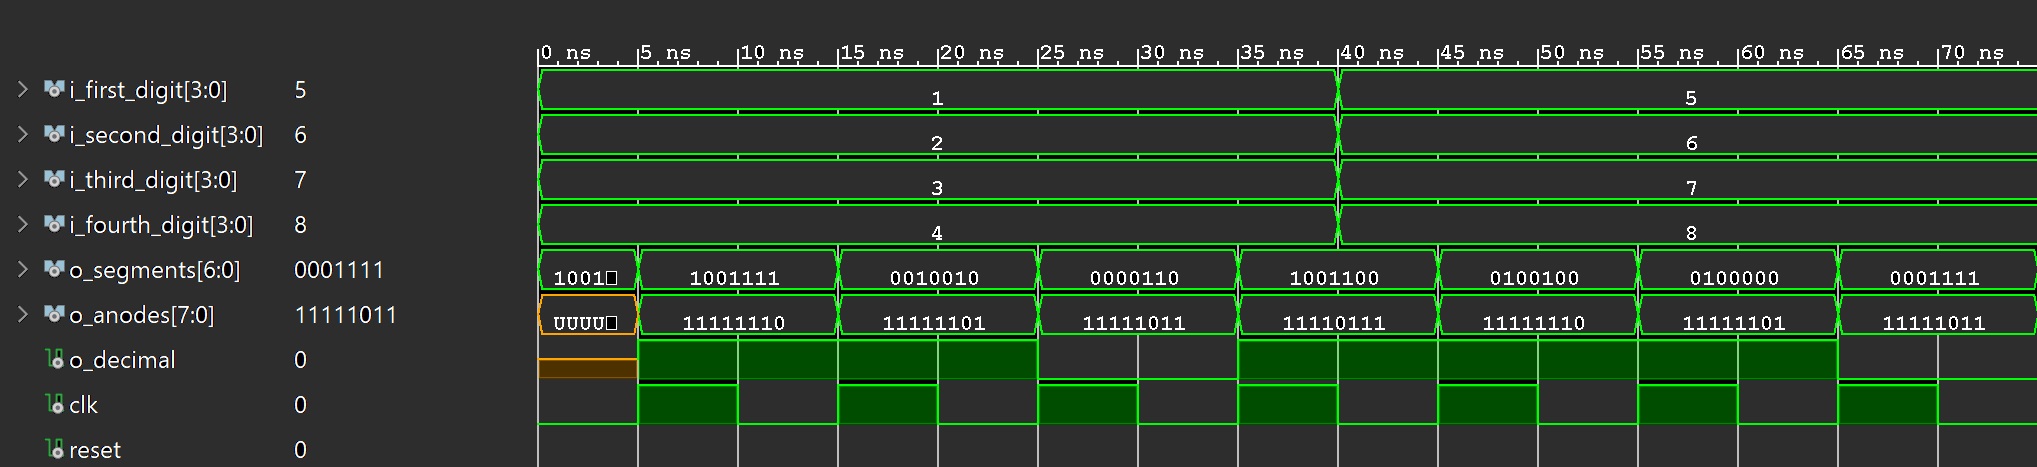 0 ns 5 ns 10 ns 15 ns 20 ns 25 ns 30 ns 35 ns 40 ns 45 ns 50 ns 55 ns 60 ns 65 ns 70 ns
i_first_digit[3:0] 5 1 5
i_second_digit[3:0] 6 2 6
i_third_digit[3:0] 7 3 7
i_fourth_digit[3:0] 8 4 8
o_segments[6:0] 0001111 1001□ 1001111 0010010 0000110 1001100 0100100 0100000 0001111
o_anodes[7:0] 11111011 UUUU□ 11111110 11111101 11111011 11110111 11111110 11111101 11111011
o_decimal 0
clk 0
reset 0